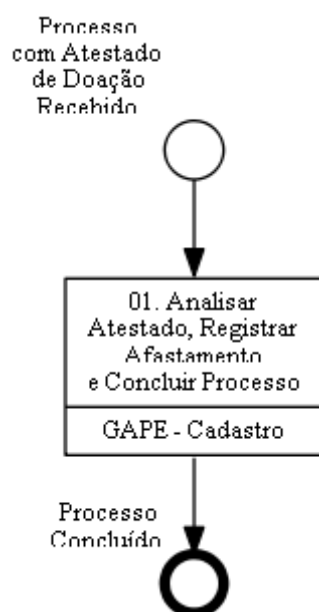 Processo
com Atestado
de Doação
Recebido
01. Analisar
Atestado, Registrar
Afastamento
e Concluir Processo
GAPE - Cadastro
Processo
Concluído